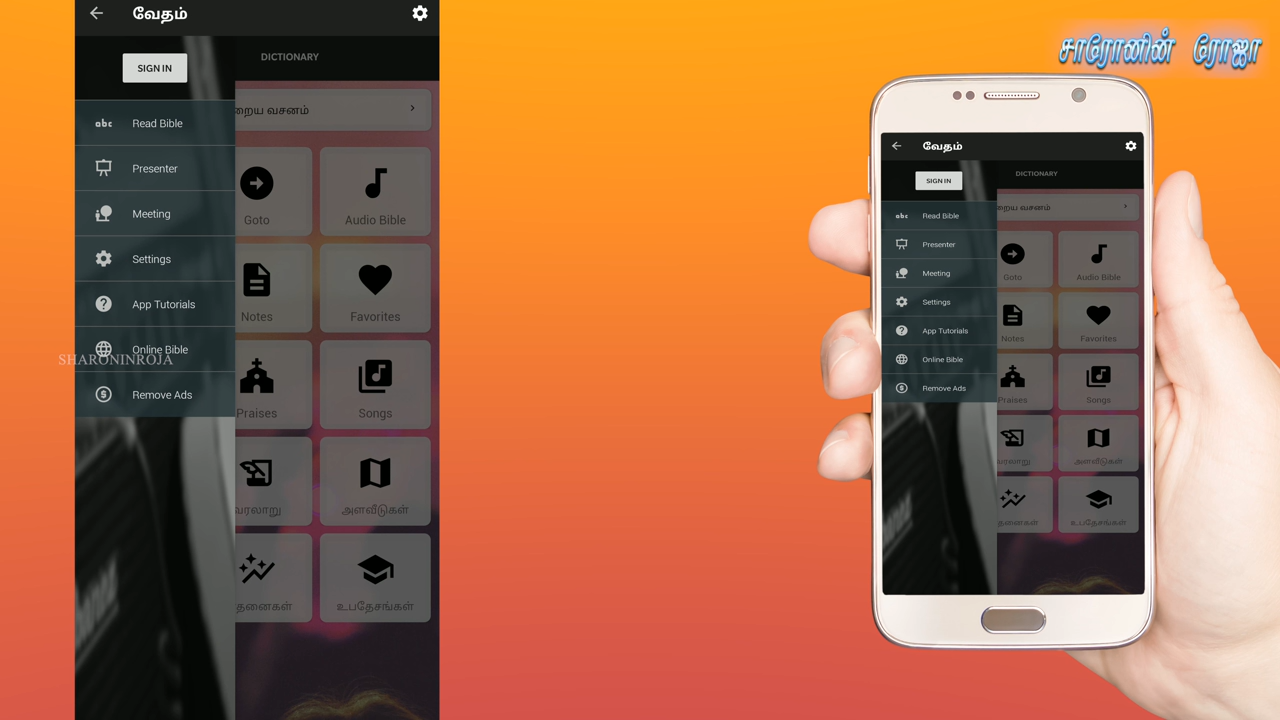 வேதம்
SIGN IN
DICTIONARY
Read Bible
றைய வசனம்
Presenter
Meeting
Goto
Audio Bible
Settings
App Tutorials
Notes
Favorites
Online Bible
SHARONINROJA
Remove Ads
Praises
Songs
வரலாறு
அளவீடுகள்
தனைகள்
உபதேசங்கள்
சாரோனின் ரோஜா
வேதம்
SIGN IN
DICTIONARY
Read Bible
றைய வசனம்
Presenter
Meeting
Goto
Audio Bible
Settings
App Tutorials
Notes
Favorites
Online Bible
Remove Ads
Praises
Songs
வரலாறு
அளவீடுகள்
தனைகள்
உபதேசங்கள்